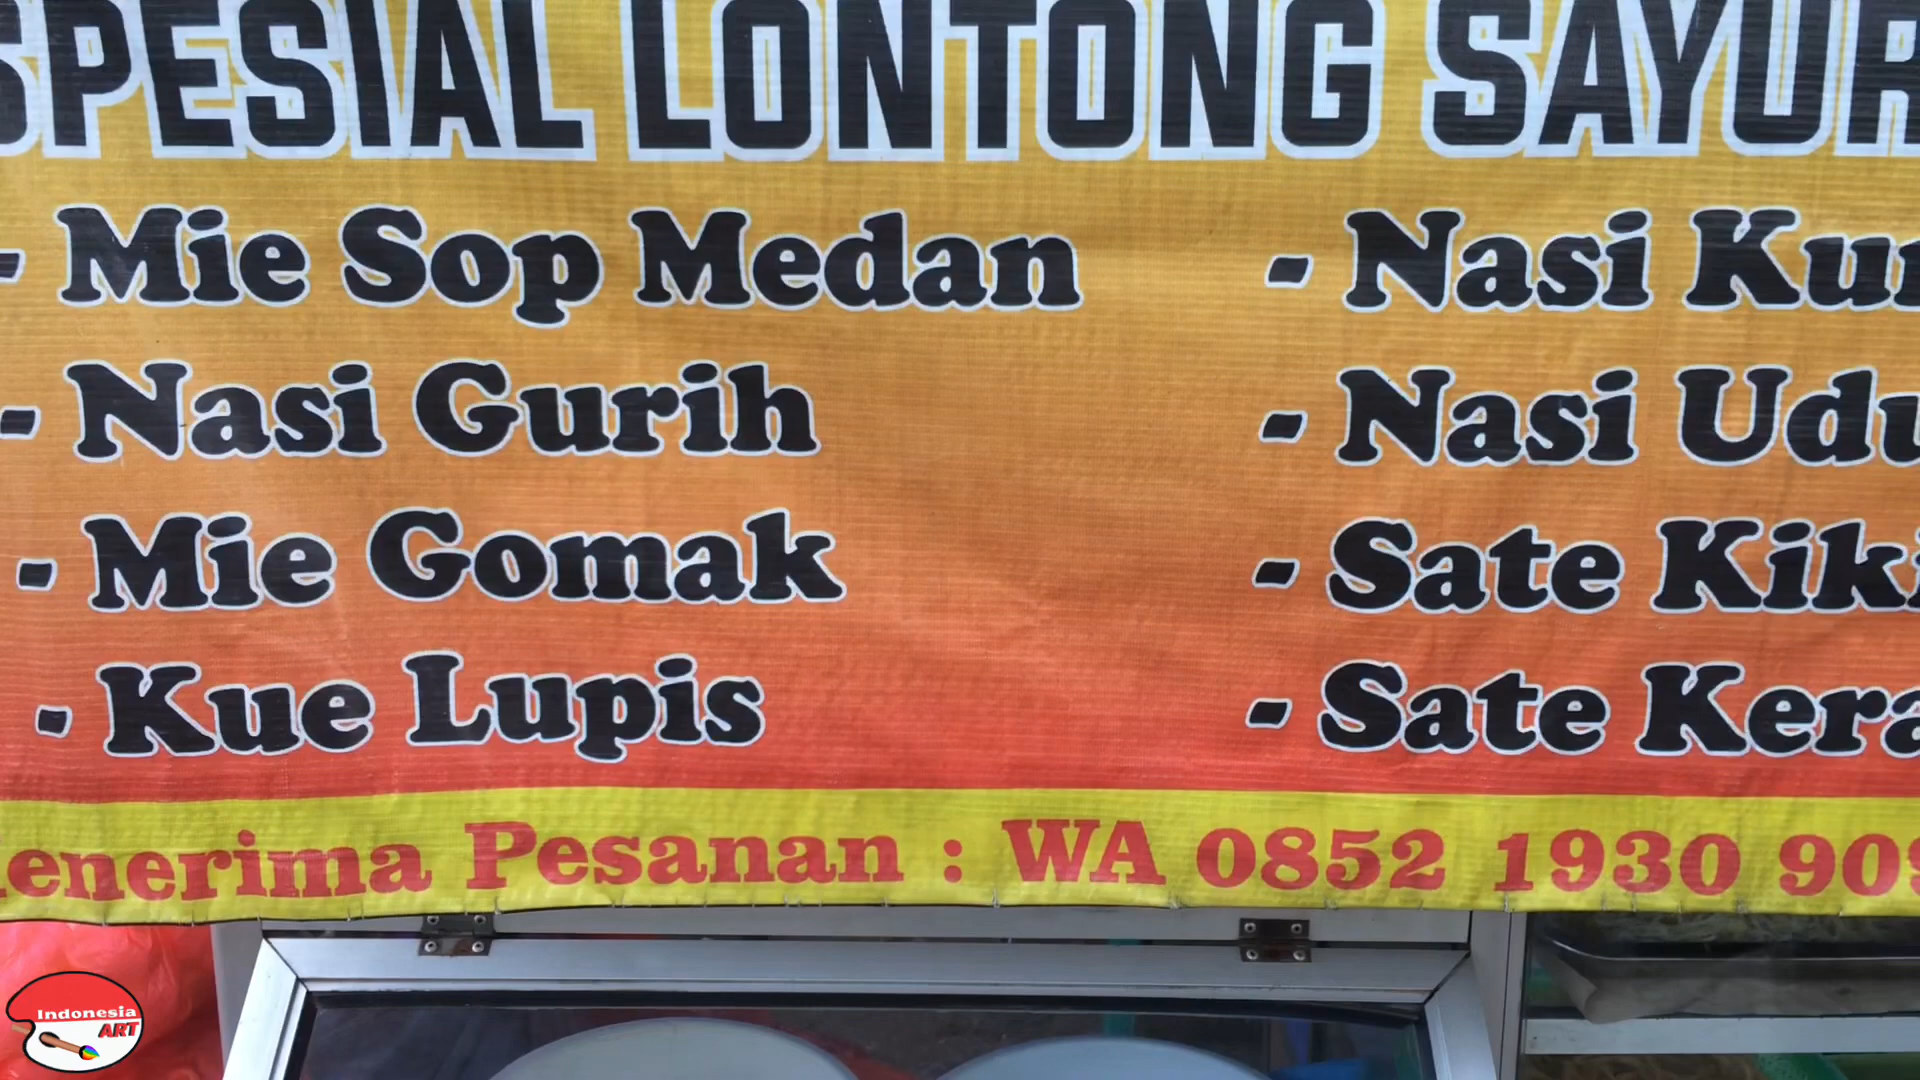 SPESIAL LONTONG SAYUR
- Mie Sop Medan
- Nasi Gurih
- Mie Gomak
- Kue Lupis
- Nasi
- Nasi
- Sate
- Sate
Pesanan : WA 0852 1930
Indonesia
ART